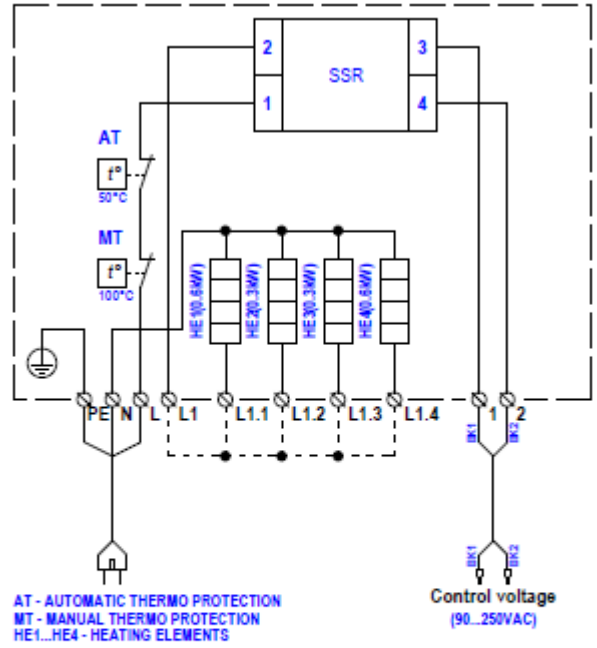 2
3
SSR
1
4
AT
t°
50°C
MT
t°
100°C
HE1(0.6kW)
HE2(0.3kW)
HE3(0.3kW)
HE4(0.6kW)
PE N L L1 L1.1 L1.2 L1.3 L1.4 1 2
BK1
BK2
BK1
BK2
AT - AUTOMATIC THERMO PROTECTION
MT - MANUAL THERMO PROTECTION
HE1...HE4 - HEATING ELEMENTS
Control voltage
(90...250VAC)